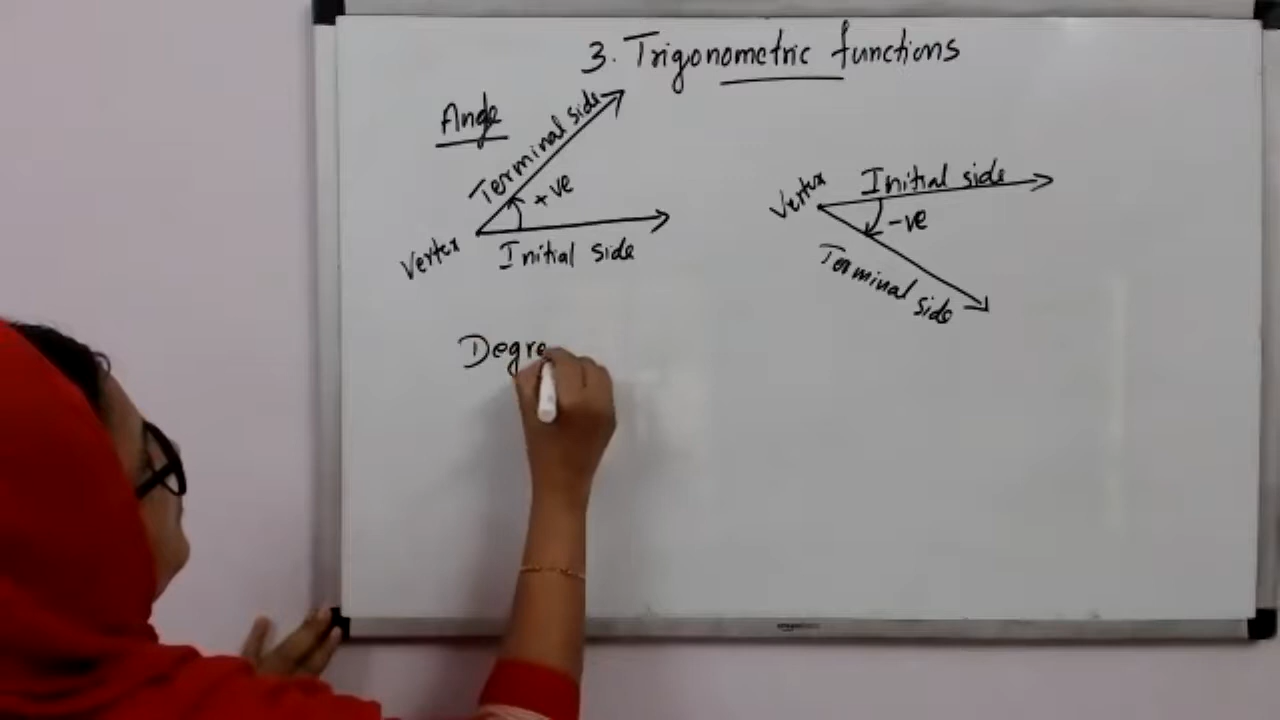 3. Trigonometric functions
Angle
Terminal side
+ve
Vertex
Initial side
Vertex
Initial side
-ve
Terminal side
Degre